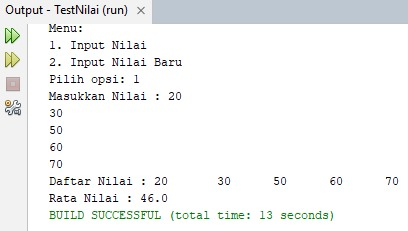 Output - TestNilai (run)
Menu:
1. Input Nilai
2. Input Nilai Baru
Pilih opsi: 1
Masukkan Nilai : 20
30
50
60
70
Daftar Nilai : 20 30 50 60 70
Rata Nilai : 46.0
BUILD SUCCESSFUL (total time: 13 seconds)